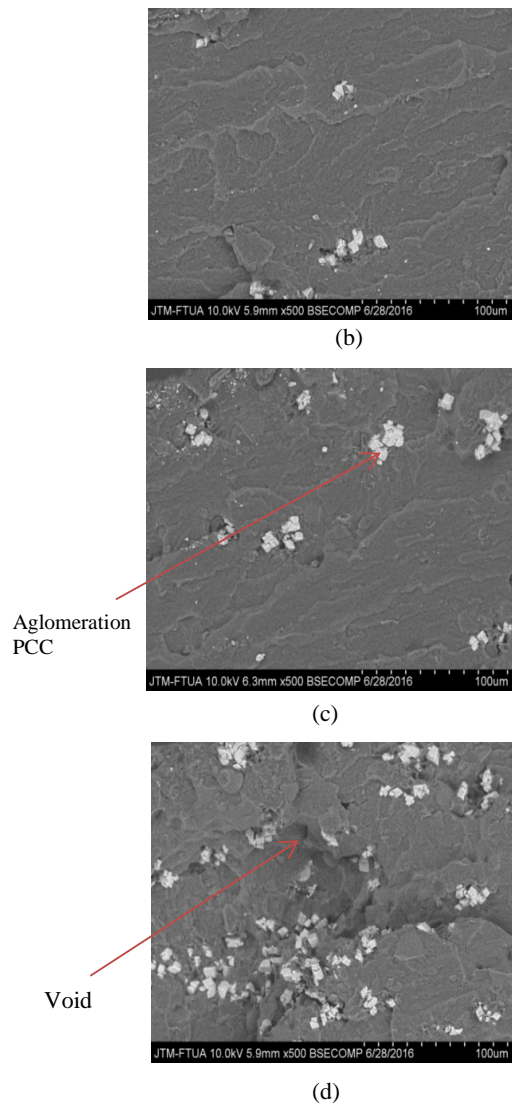 JTM-FTUA 10.0kV 5.9mm x500 BSECOMP 6/28/2016 100um
(b)
Aglomeration
PCC
JTM-FTUA 10.0kV 6.3mm x500 BSECOMP 6/28/2016 100um
(c)
Void
JTM-FTUA 10.0kV 5.9mm x500 BSECOMP 6/28/2016 100um
(d)